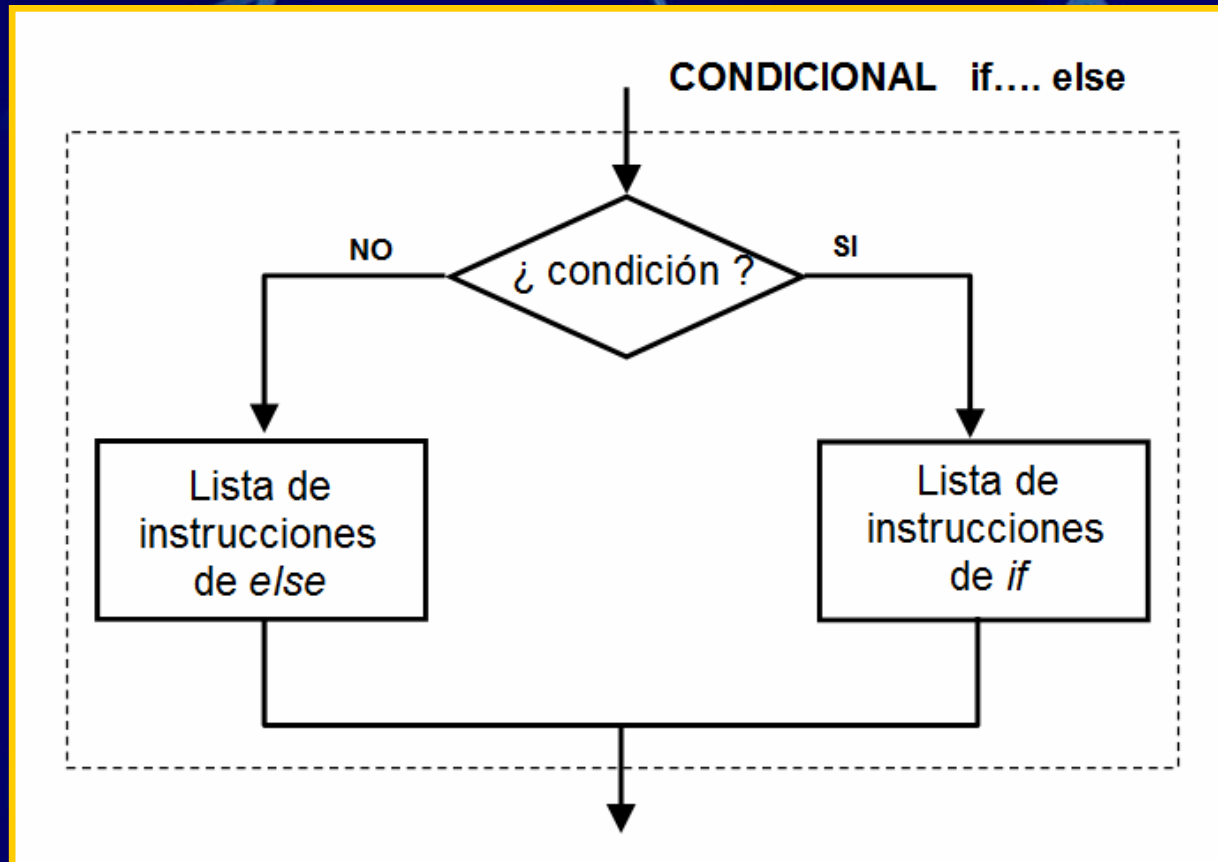 CONDICIONAL if.... else
NO
SI
¿ condición ?
Lista de
instrucciones
de else
Lista de
instrucciones
de if